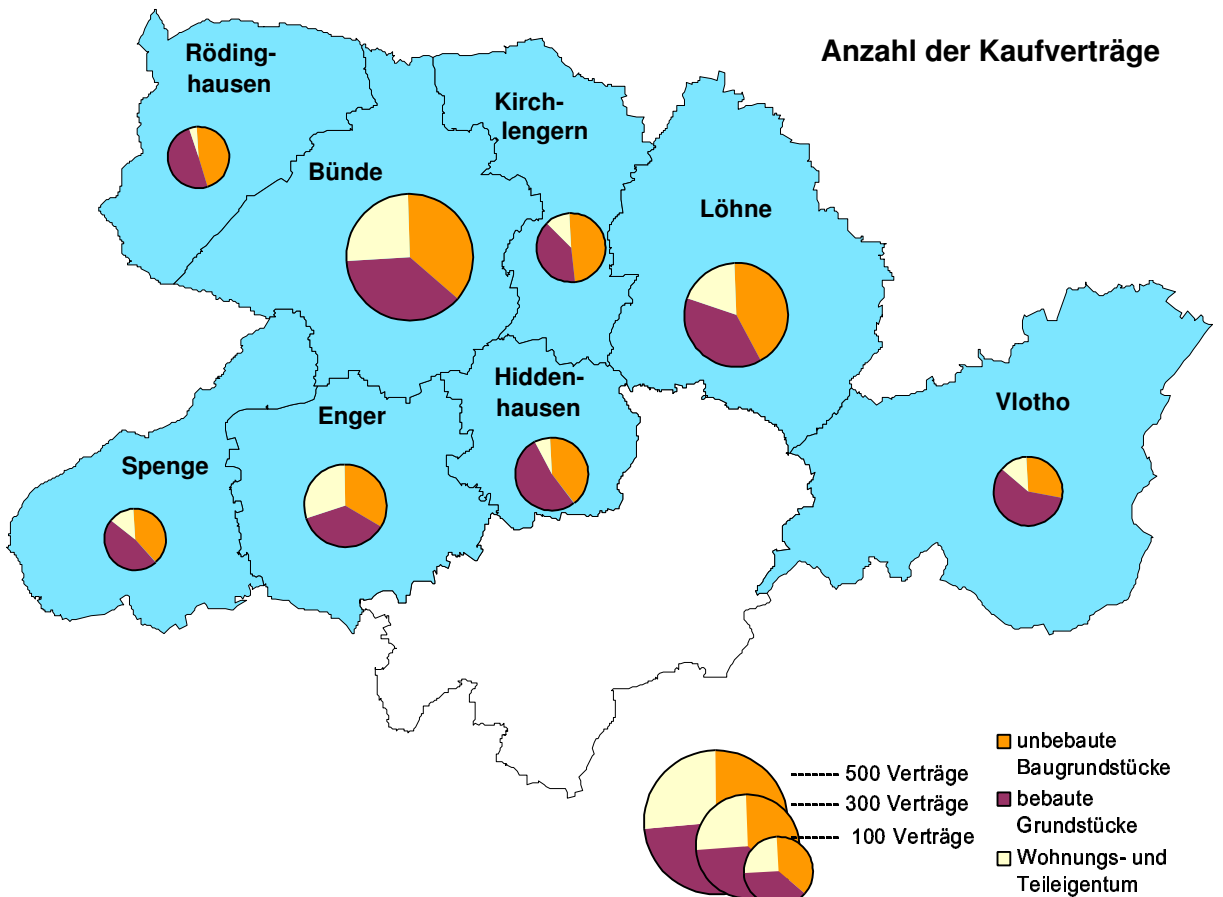 Anzahl der Kaufverträge
Röding-
hausen
Kirch-
lengern
Bünde
Löhne
Hidden-
hausen
Enger
Vlotho
Spenge
500 Verträge
300 Verträge
100 Verträge
unbebaute
Baugrundstücke
bebaute
Grundstücke
Wohnungs- und
Teileigentum